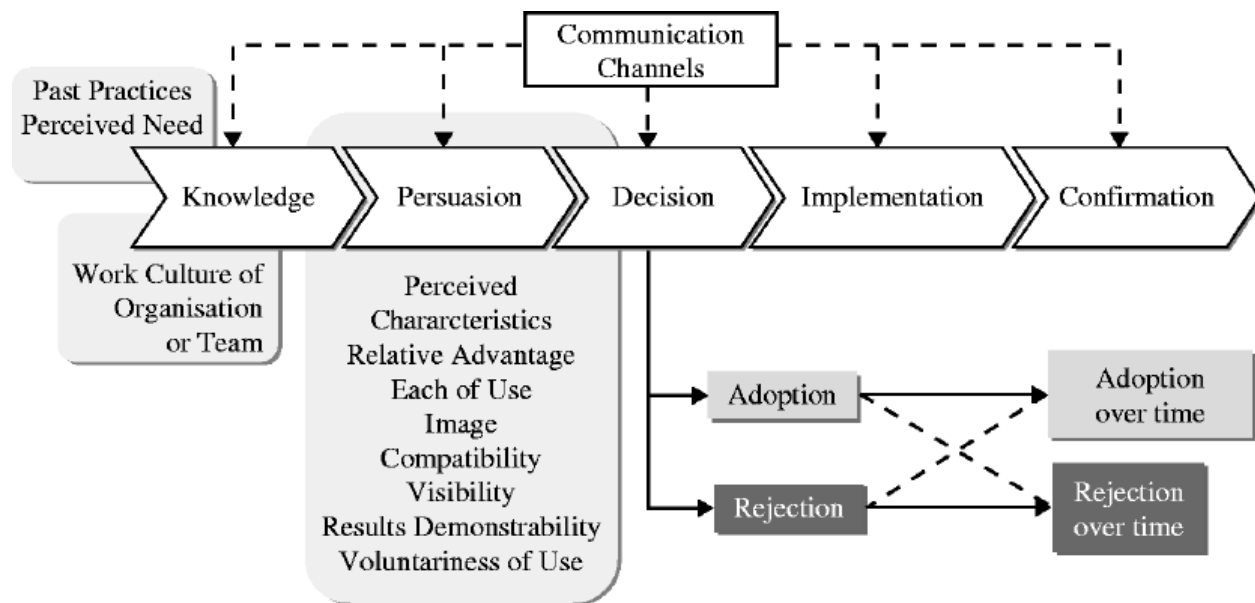 Communication
Channels
Past Practices
Perceived Need
Knowledge
Persuasion
Decision
Implementation
Confirmation
Work Culture of
Organisation
or Team
Perceived
Chararcteristics
Relative Advantage
Each of Use
Image
Compatibility
Visibility
Results Demonstrability
Voluntariness of Use
Adoption
Adoption
over time
Rejection
Rejection
over time